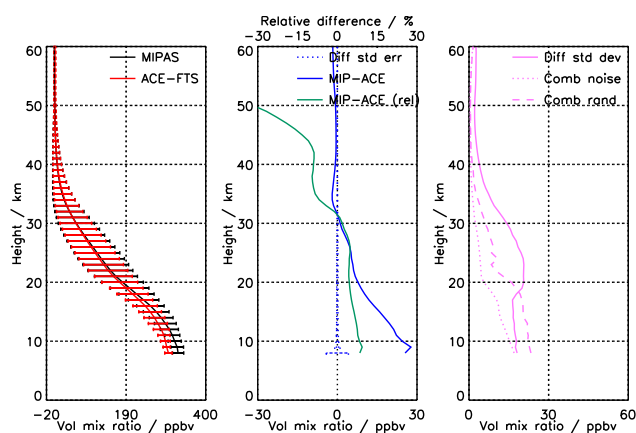 Relative difference / %
-30 -15 0 15 30
60 MIPAS 60 Diff std err 60 Diff std dev
ACE-FTS MIP-ACE Comb noise
50 50 MIP-ACE (rel) 50 Comb rand
40 40 40
Height / km Height / km Height / km
30 30 30
20 20 20
10 10 10
0 0 0
-20 190 400 -30 0 30 0 30 60
Vol mix ratio / ppbv Vol mix ratio / ppbv Vol mix ratio / ppbv